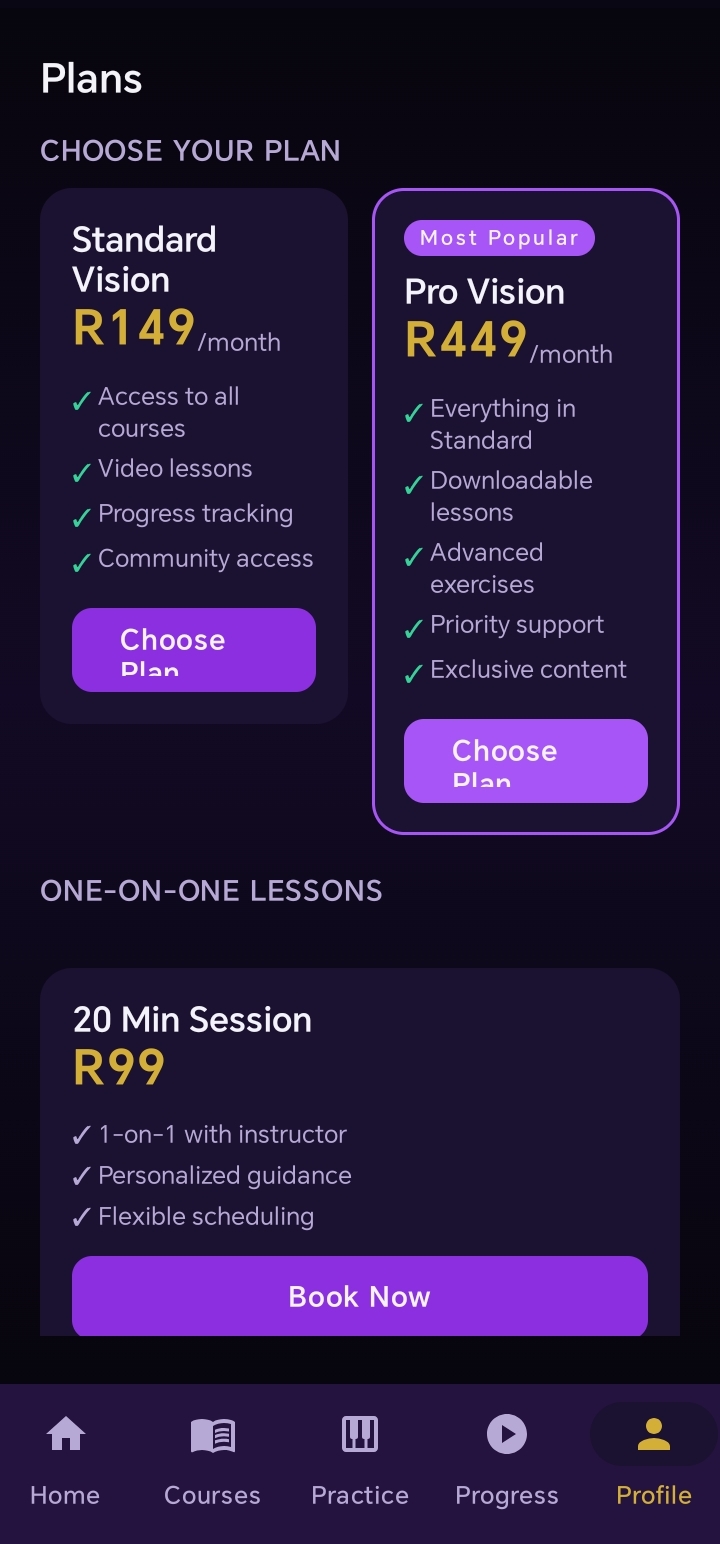 Plans
CHOOSE YOUR PLAN
Standard
Vision
R149/month
✓ Access to all
courses
✓ Video lessons
✓ Progress tracking
✓ Community access
Choose
Plan
Most Popular
Pro Vision
R449/month
✓ Everything in
Standard
✓ Downloadable
lessons
✓ Advanced
exercises
✓ Priority support
✓ Exclusive content
Choose
Plan
ONE-ON-ONE LESSONS
20 Min Session
R99
✓ 1-on-1 with instructor
✓ Personalized guidance
✓ Flexible scheduling
Book Now
Home
Courses
Practice
Progress
Profile